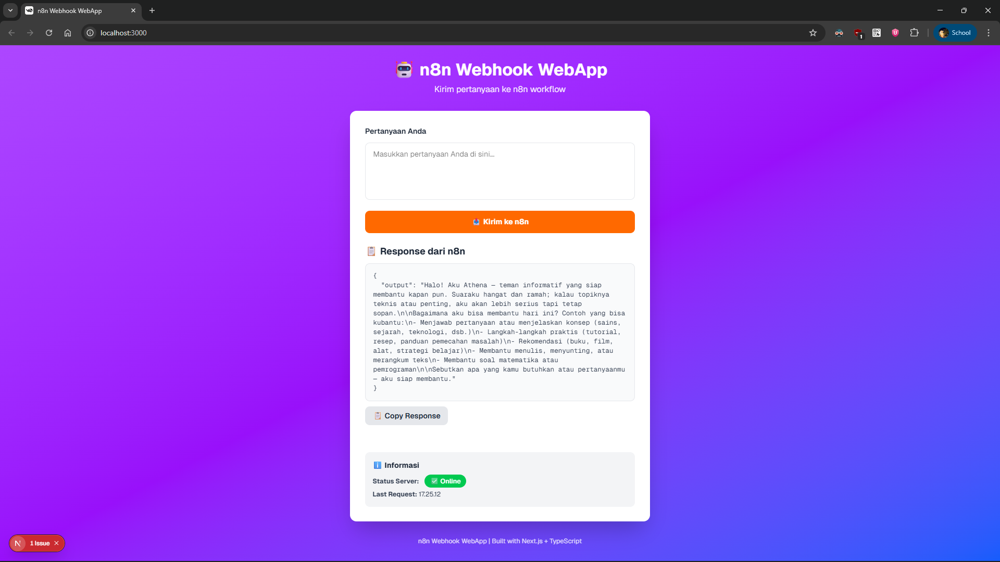 n8n Webhook WebApp
localhost:3000
1
School
n8n Webhook WebApp
Kirim pertanyaan ke n8n workflow
Pertanyaan Anda
Masukkan pertanyaan Anda di sini...
Kirim ke n8n
Response dari n8n
{
"output": "Halo! Aku Athena — teman informatif yang siap
membantu kapan pun. Suaraku hangat dan ramah; kalau topiknya
teknis atau penting, aku akan lebih serius tapi tetap
sopan.\n\nBagaimana aku bisa membantu hari ini? Contoh yang bisa
kubantu:\n- Menjawab pertanyaan atau menjelaskan konsep (sains,
sejarah, teknologi, dsb.)\n- Langkah-langkah praktis (tutorial,
resep, panduan pemecahan masalah)\n- Rekomendasi (buku, film,
alat, strategi belajar)\n- Membantu menulis, menyunting, atau
merangkum teks\n- Membantu soal matematika atau
pemrograman\n\nSebutkan apa yang kamu butuhkan atau pertanyaanmu
— aku siap membantu."
}
Copy Response
Informasi
Status Server: Online
Last Request: 17.25.12
N 1 Issue
n8n Webhook WebApp | Built with Next.js + TypeScript